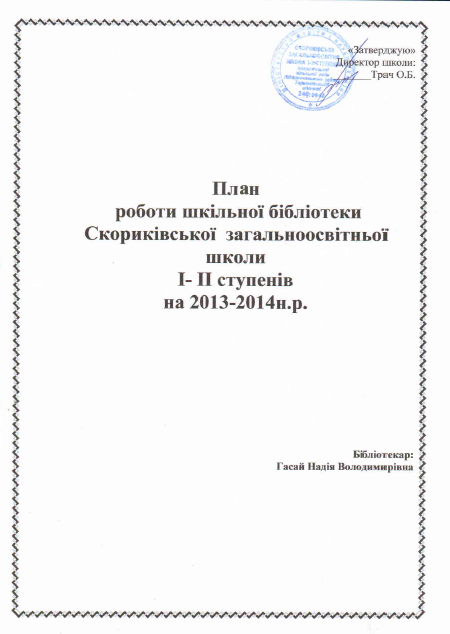 «Затверджую»
Директор школи:
Трач О.Б.
План
роботи шкільної бібліотеки
Скориківської загальноосвітньої
школи
І- ІІ ступенів
на 2013-2014н.р.
Бібліотекар:
Гасай Надія Володимирівна